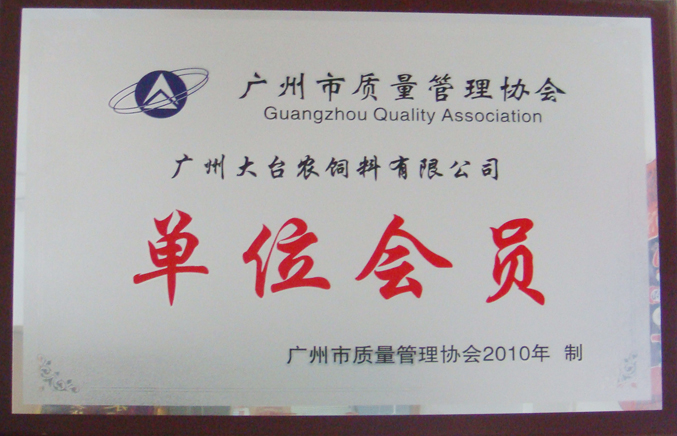 广州市质量管理协会
Guangzhou Quality Association
广州大台农饲料有限公司
单位会员
广州市质量管理协会2010年 制